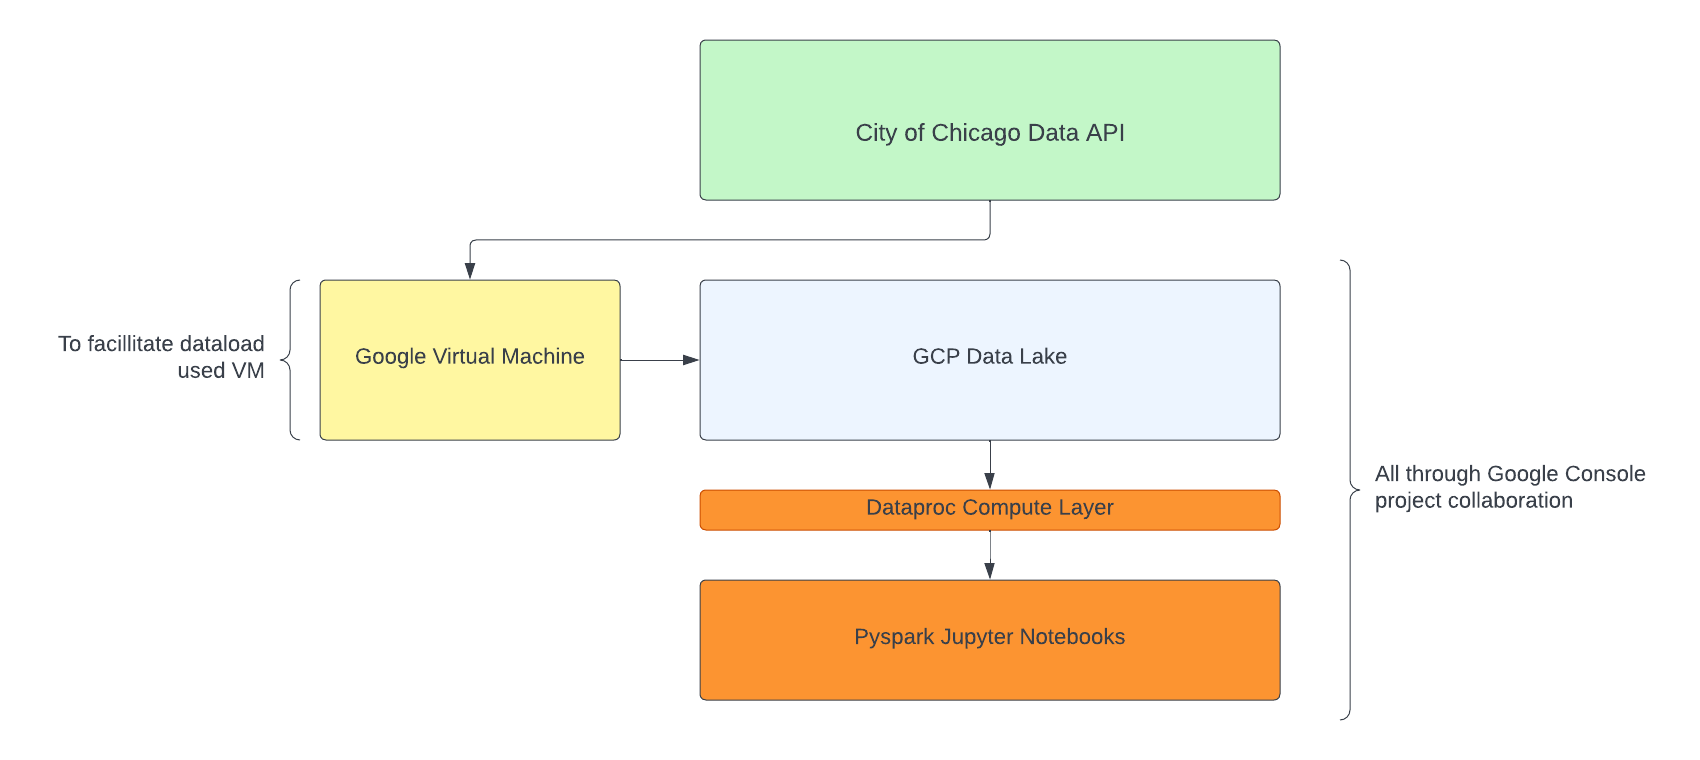 City of Chicago Data API
To facillitate dataload
used VM
Google Virtual Machine
GCP Data Lake
All through Google Console
project collaboration
Dataproc Compute Layer
Pyspark Jupyter Notebooks